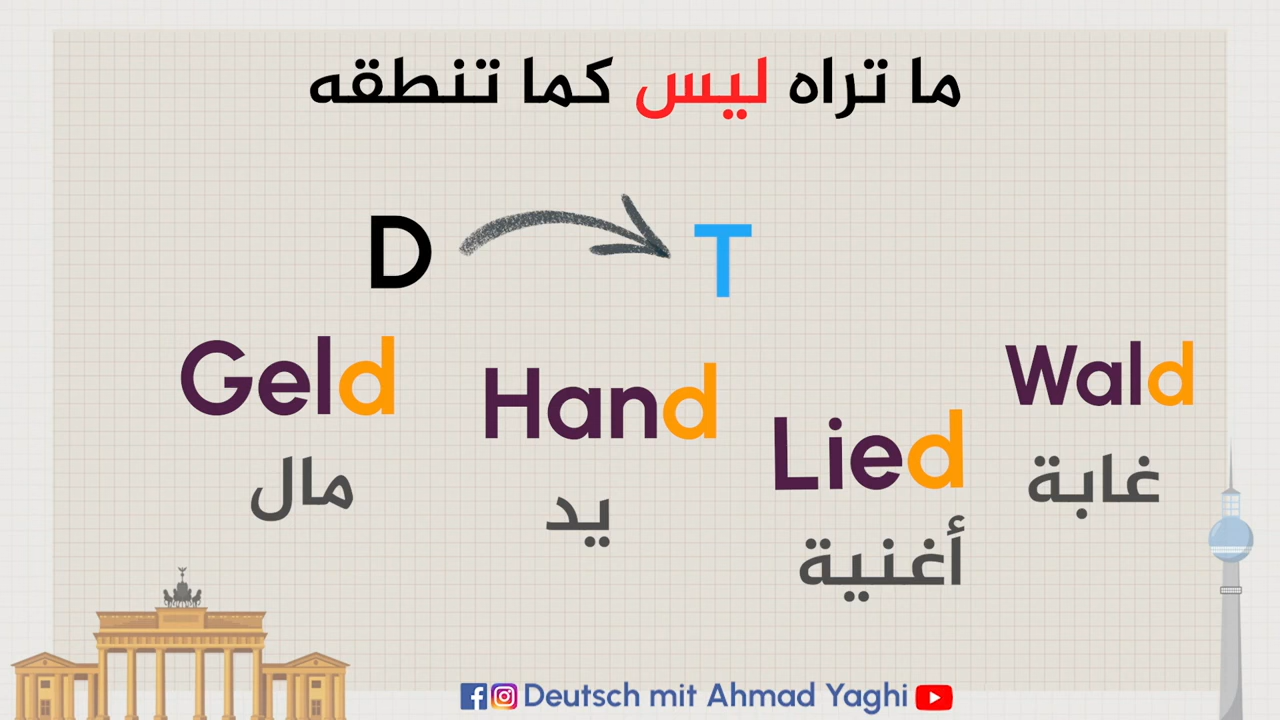 ما تراه ليس كما تنطقه
D T
Geld
مال
Hand
يد
Lied
أغنية
Wald
غابة
Deutsch mit Ahmad Yaghi